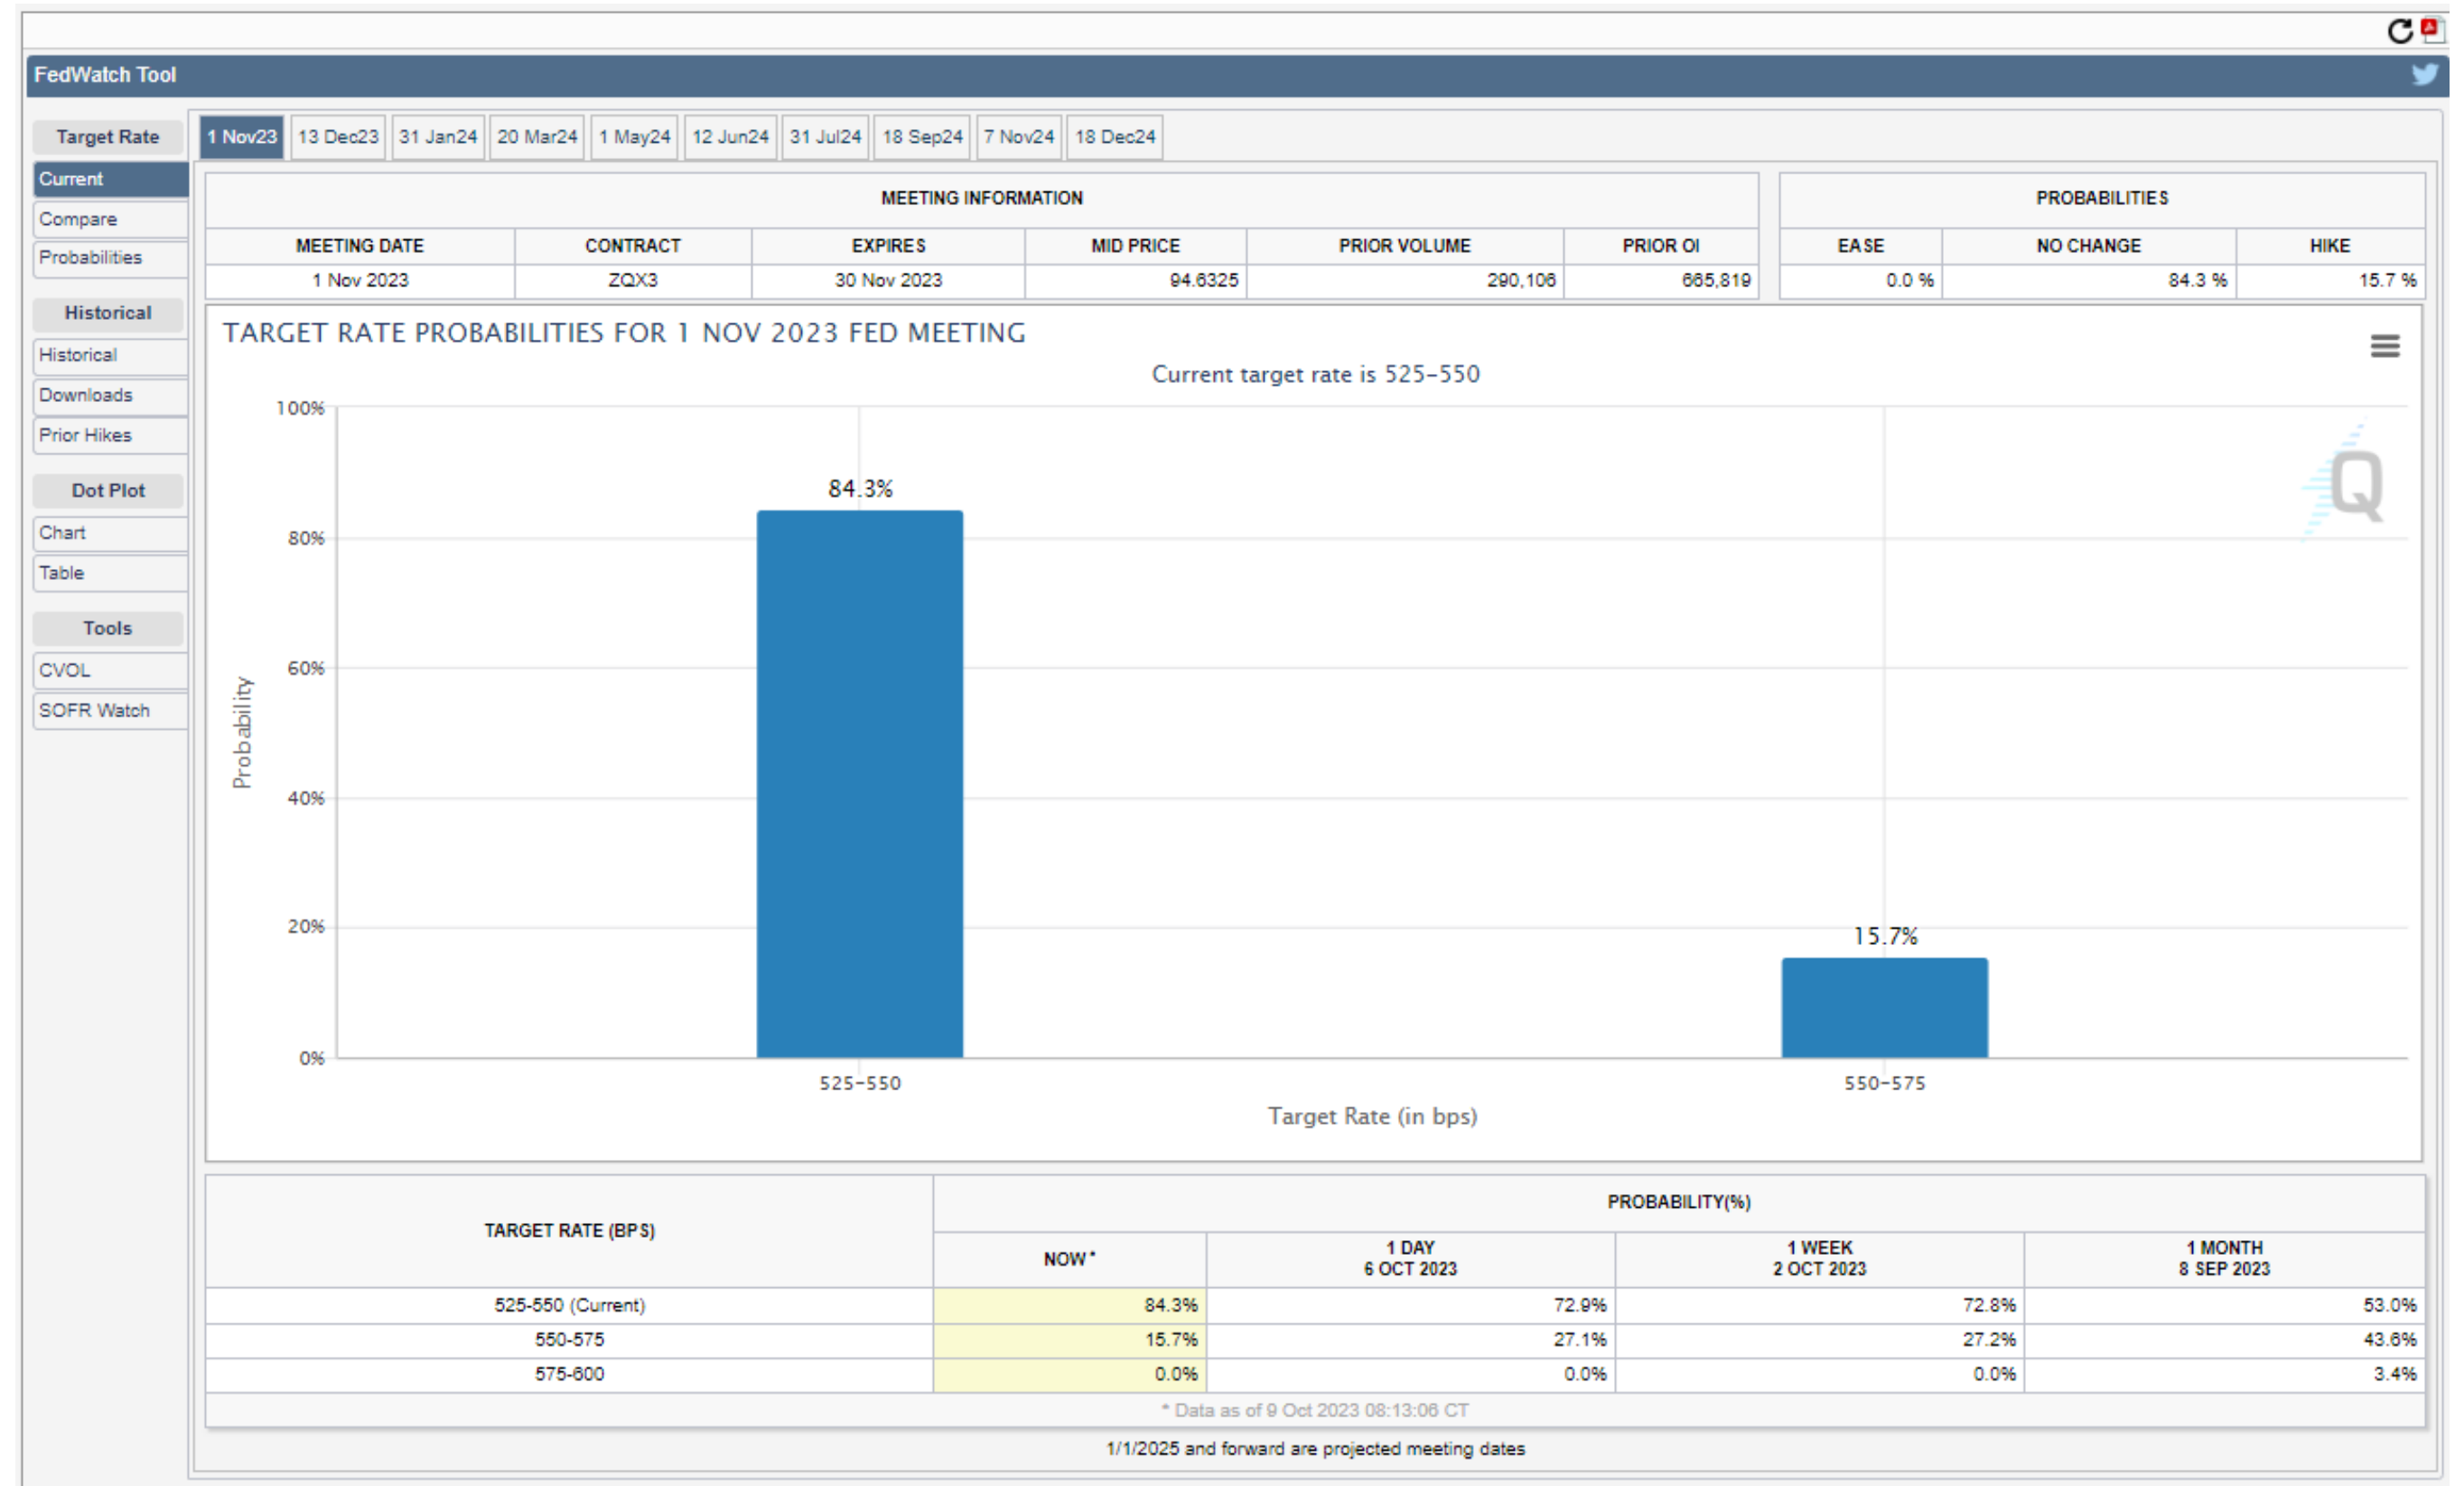 FedWatch Tool
Target Rate
Current
Compare
Probabilities
Historical
Historical
Downloads
Prior Hikes
Dot Plot
Chart
Table
Tools
CVOL
SOFR Watch
1 Nov23 13 Dec23 31 Jan24 20 Mar24 1 May24 12 Jun24 31 Jul24 18 Sep24 7 Nov24 18 Dec24
MEETING INFORMATION
MEETING DATE CONTRACT EXPIRES MID PRICE PRIOR VOLUME PRIOR OI
1 Nov 2023 ZQX3 30 Nov 2023 94.6325 290,106 665,819
PROBABILITIES
EASE NO CHANGE HIKE
0.0 % 84.3 % 15.7 %
TARGET RATE PROBABILITIES FOR 1 NOV 2023 FED MEETING
Current target rate is 525-550
Probability
100%
80%
60%
40%
20%
0%
84.3%
15.7%
Q
525-550 550-575
Target Rate (in bps)
TARGET RATE (BPS) PROBABILITY(%)
NOW * 1 DAY 1 WEEK 1 MONTH
6 OCT 2023 2 OCT 2023 8 SEP 2023
525-550 (Current) 84.3% 72.9% 72.8% 53.0%
550-575 15.7% 27.1% 27.2% 43.6%
575-600 0.0% 0.0% 0.0% 3.4%
* Data as of 9 Oct 2023 08:13:06 CT
1/1/2025 and forward are projected meeting dates